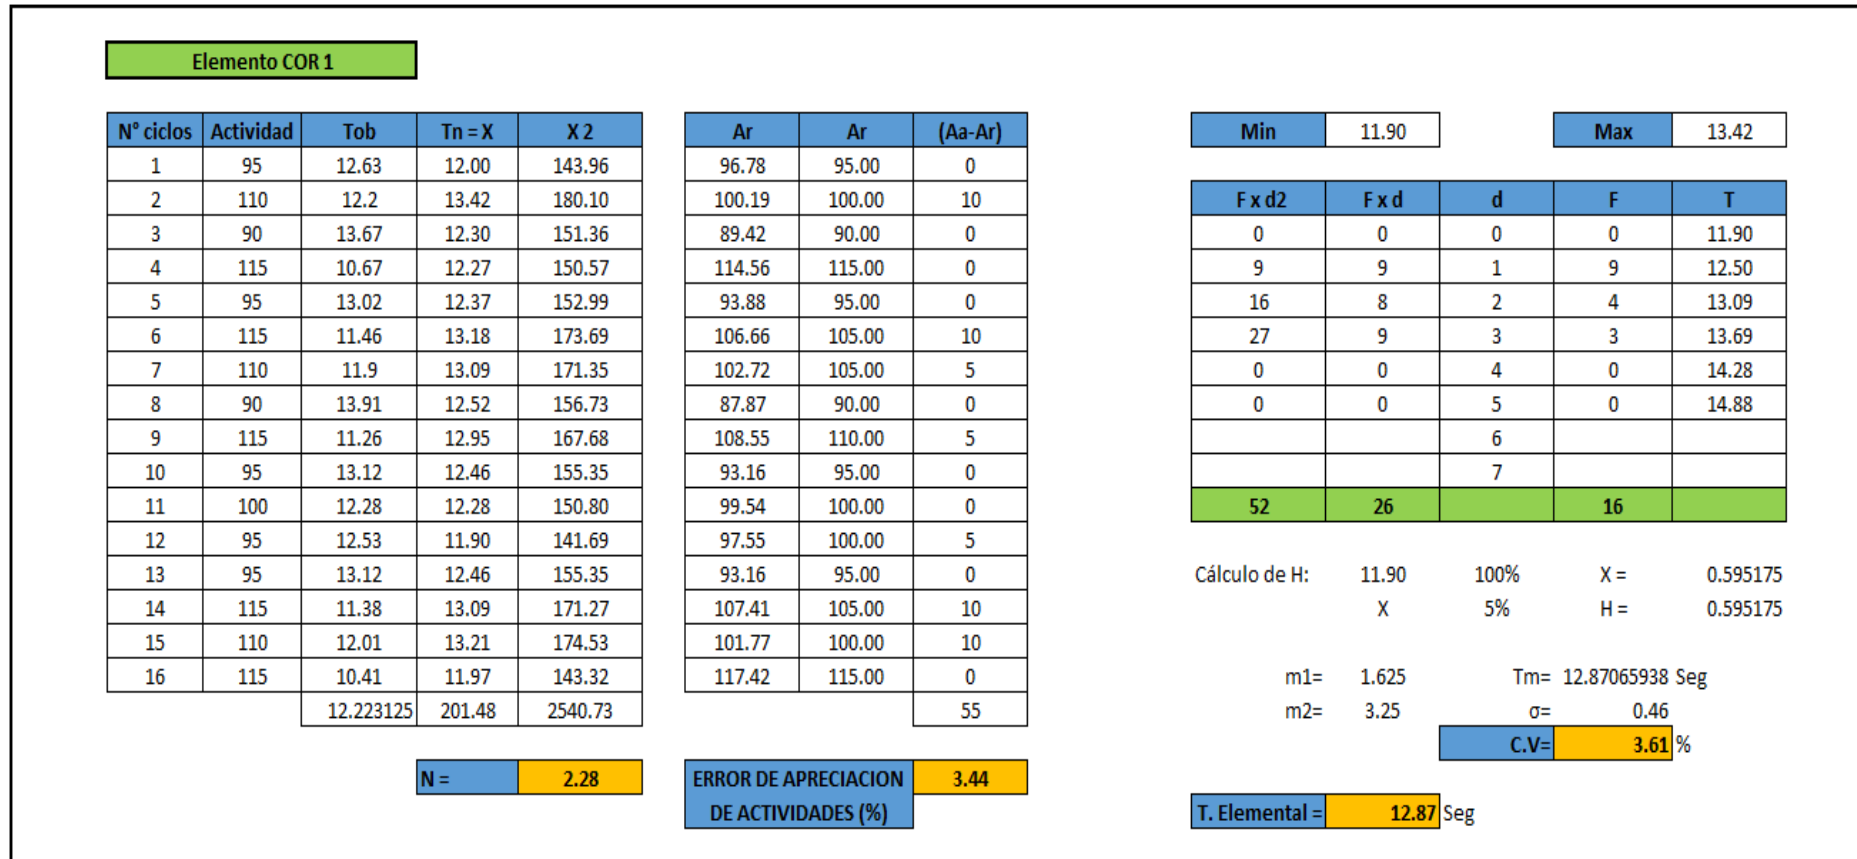 Elemento COR 1
N° ciclos Actividad Tob Tn = X X 2 Ar Ar (Aa-Ar) Min 11.90 Max 13.42
1 95 12.63 12.00 143.96 96.78 95.00 0
2 110 12.2 13.42 180.10 100.19 100.00 10 F x d2 F x d d F T
3 90 13.67 12.30 151.36 89.42 90.00 0 0 0 0 0 11.90
4 115 10.67 12.27 150.57 114.56 115.00 0 9 9 1 9 12.50
5 95 13.02 12.37 152.99 93.88 95.00 0 16 8 2 4 13.09
6 115 11.46 13.18 173.69 106.66 105.00 10 27 9 3 3 13.69
7 110 11.9 13.09 171.35 102.72 105.00 5 0 0 4 0 14.28
8 90 13.91 12.52 156.73 87.87 90.00 0 0 0 5 0 14.88
9 115 11.26 12.95 167.68 108.55 110.00 5 6
10 95 13.12 12.46 155.35 93.16 95.00 0 7
11 100 12.28 12.28 150.80 99.54 100.00 0 52 26 16
12 95 12.53 11.90 141.69 97.55 100.00 5
13 95 13.12 12.46 155.35 93.16 95.00 0 Cálculo de H: 11.90 100% X = 0.595175
14 115 11.38 13.09 171.27 107.41 105.00 10 X 5% H = 0.595175
15 110 12.01 13.21 174.53 101.77 100.00 10
16 115 10.41 11.97 143.32 117.42 115.00 0 m1= 1.625 Tm= 12.87065938 Seg
12.223125 201.48 2540.73 55 m2= 3.25 σ= 0.46
C.V= 3.61 %
N = 2.28 ERROR DE APRECIACION 3.44
DE ACTIVIDADES (%) T. Elemental = 12.87 Seg